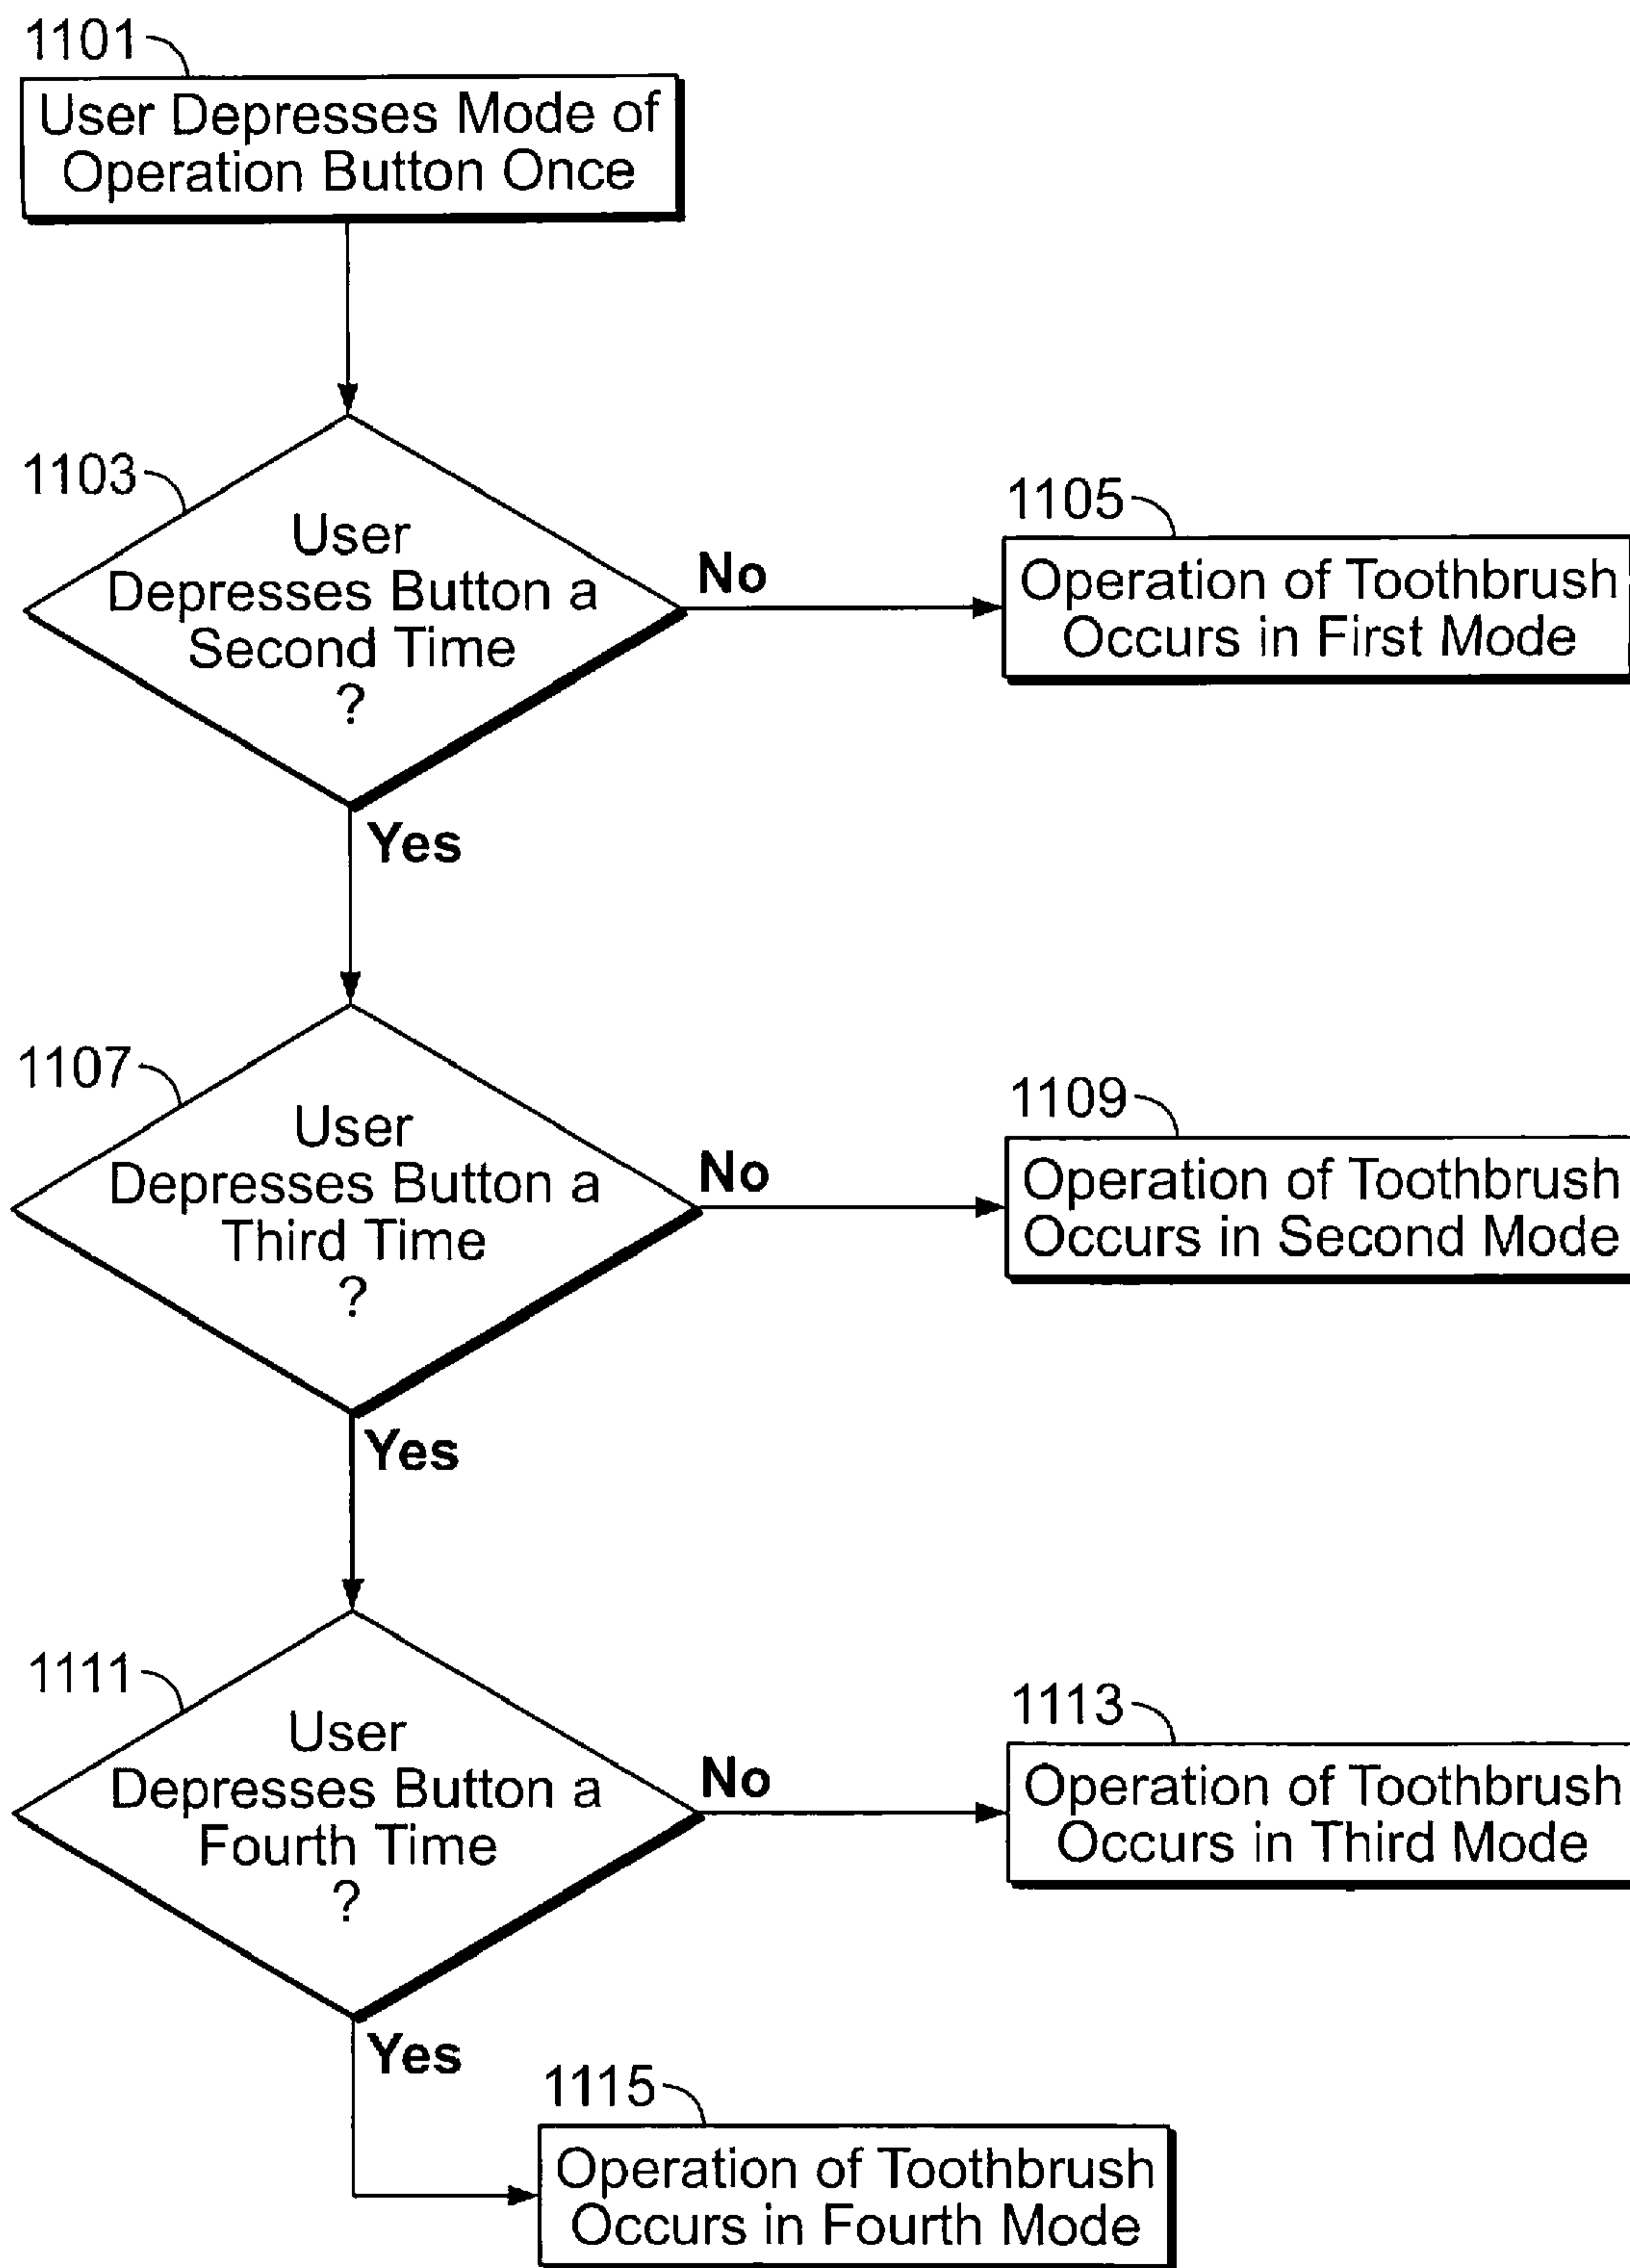 1101
User Depresses Mode of
Operation Button Once
1103
User
Depresses Button a
Second Time
?
No
1105
Operation of Toothbrush
Occurs in First Mode
Yes
1107
User
Depresses Button a
Third Time
?
No
1109
Operation of Toothbrush
Occurs in Second Mode
Yes
1111
User
Depresses Button a
Fourth Time
?
No
1113
Operation of Toothbrush
Occurs in Third Mode
Yes
1115
Operation of Toothbrush
Occurs in Fourth Mode